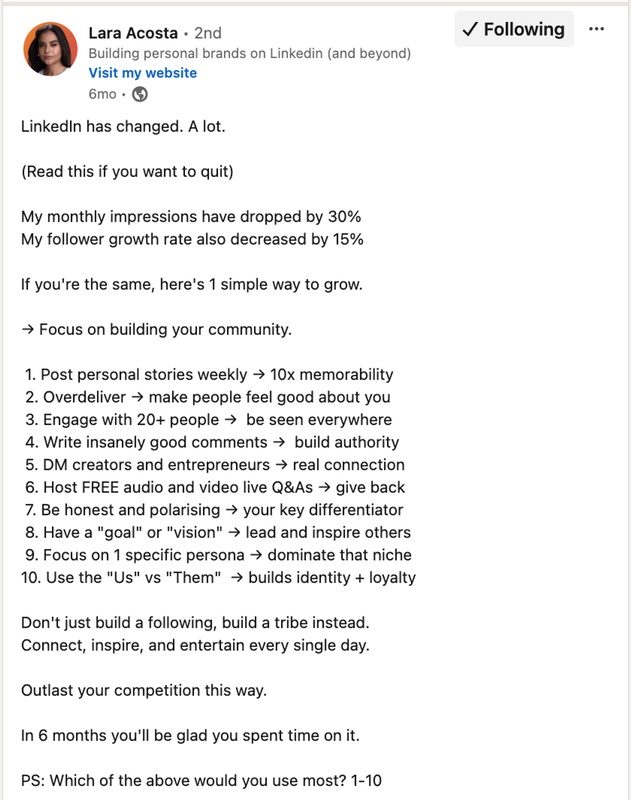 Lara Acosta • 2nd
✓ Following
...
Building personal brands on Linkedin (and beyond)
Visit my website
6mo •
LinkedIn has changed. A lot.
(Read this if you want to quit)
My monthly impressions have dropped by 30%
My follower growth rate also decreased by 15%
If you're the same, here's 1 simple way to grow.
→ Focus on building your community.
1. Post personal stories weekly → 10x memorability
2. Overdeliver → make people feel good about you
3. Engage with 20+ people → be seen everywhere
4. Write insanely good comments → build authority
5. DM creators and entrepreneurs → real connection
6. Host FREE audio and video live Q&As → give back
7. Be honest and polarising → your key differentiator
8. Have a "goal" or "vision" → lead and inspire others
9. Focus on 1 specific persona → dominate that niche
10. Use the "Us" vs "Them" → builds identity + loyalty
Don't just build a following, build a tribe instead.
Connect, inspire, and entertain every single day.
Outlast your competition this way.
In 6 months you'll be glad you spent time on it.
PS: Which of the above would you use most? 1-10